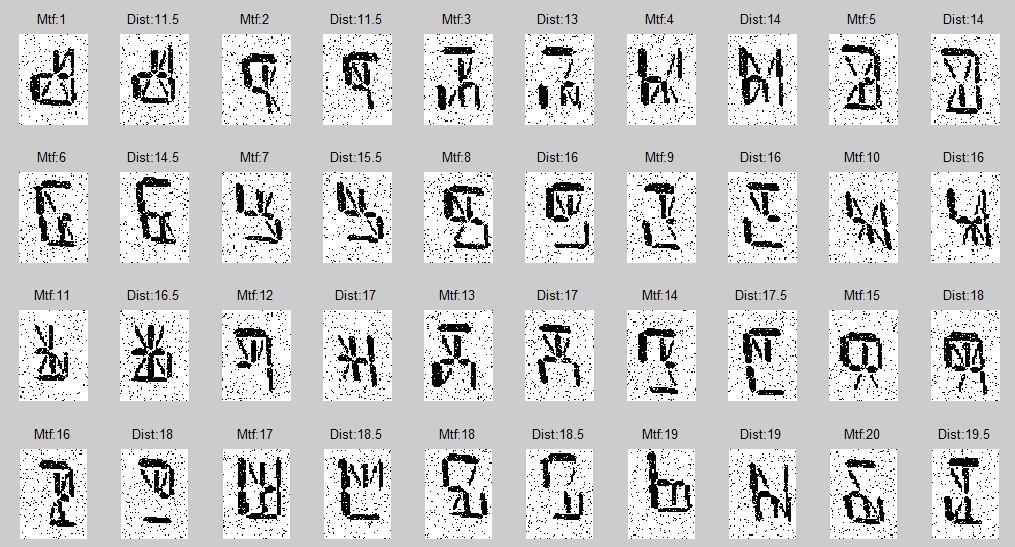 Mtf:1 Dist:11.5 Mtf:2 Dist:11.5 Mtf:3 Dist:13 Mtf:4 Dist:14 Mtf:5 Dist:14
Mtf:6 Dist:14.5 Mtf:7 Dist:15.5 Mtf:8 Dist:16 Mtf:9 Dist:16 Mtf:10 Dist:16
Mtf:11 Dist:16.5 Mtf:12 Dist:17 Mtf:13 Dist:17 Mtf:14 Dist:17.5 Mtf:15 Dist:18
Mtf:16 Dist:18 Mtf:17 Dist:18.5 Mtf:18 Dist:18.5 Mtf:19 Dist:19 Mtf:20 Dist:19.5